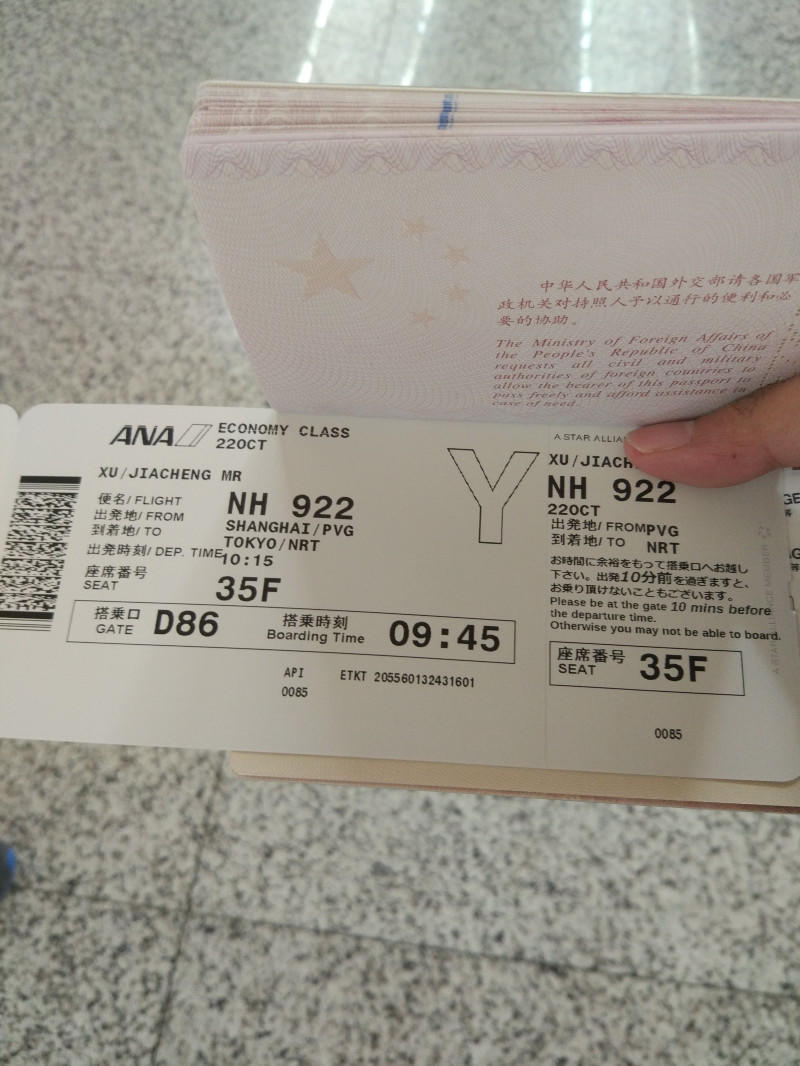 中华人民共和国外交部请各国军
政机关对持照人予以通行的便利和必
要的协助。
The Ministry of Foreign Affairs of
the People's Republic of China
requests all civil and military
authorities of foreign countries to
allow the bearer of this passport to
pass freely and afford assistance in
case of need.
ANA ECONOMY CLASS
22OCT
XU/JIACHENG MR
便名/FLIGHT NH 922
出発地/FROM SHANGHAI/PVG
到着地/TO TOKYO/NRT
出発時刻/DEP. TIME 10:15
座席番号
SEAT 35F
搭乗口
GATE D86
搭乗時刻
Boarding Time 09:45
API
0085
ETKT 205560132431601
Y
A STAR ALLIA
XU/JIACH
NH 922
22OCT
出発地/FROM PVG
到着地/TO NRT
お時間に余裕をもって搭乗口へお越し
下さい。出発10分前を過ぎますと、
お乗り頂けないこともございます。
Please be at the gate 10 mins before
the departure time.
Otherwise you may not be able to board.
座席番号
SEAT 35F
0085